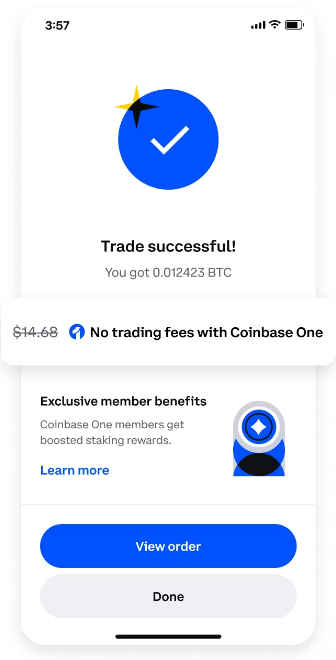 3:57
Trade successful!
You got 0.012423 BTC
$14.68 No trading fees with Coinbase One
Exclusive member benefits
Coinbase One members get
boosted staking rewards.
Learn more
View order
Done